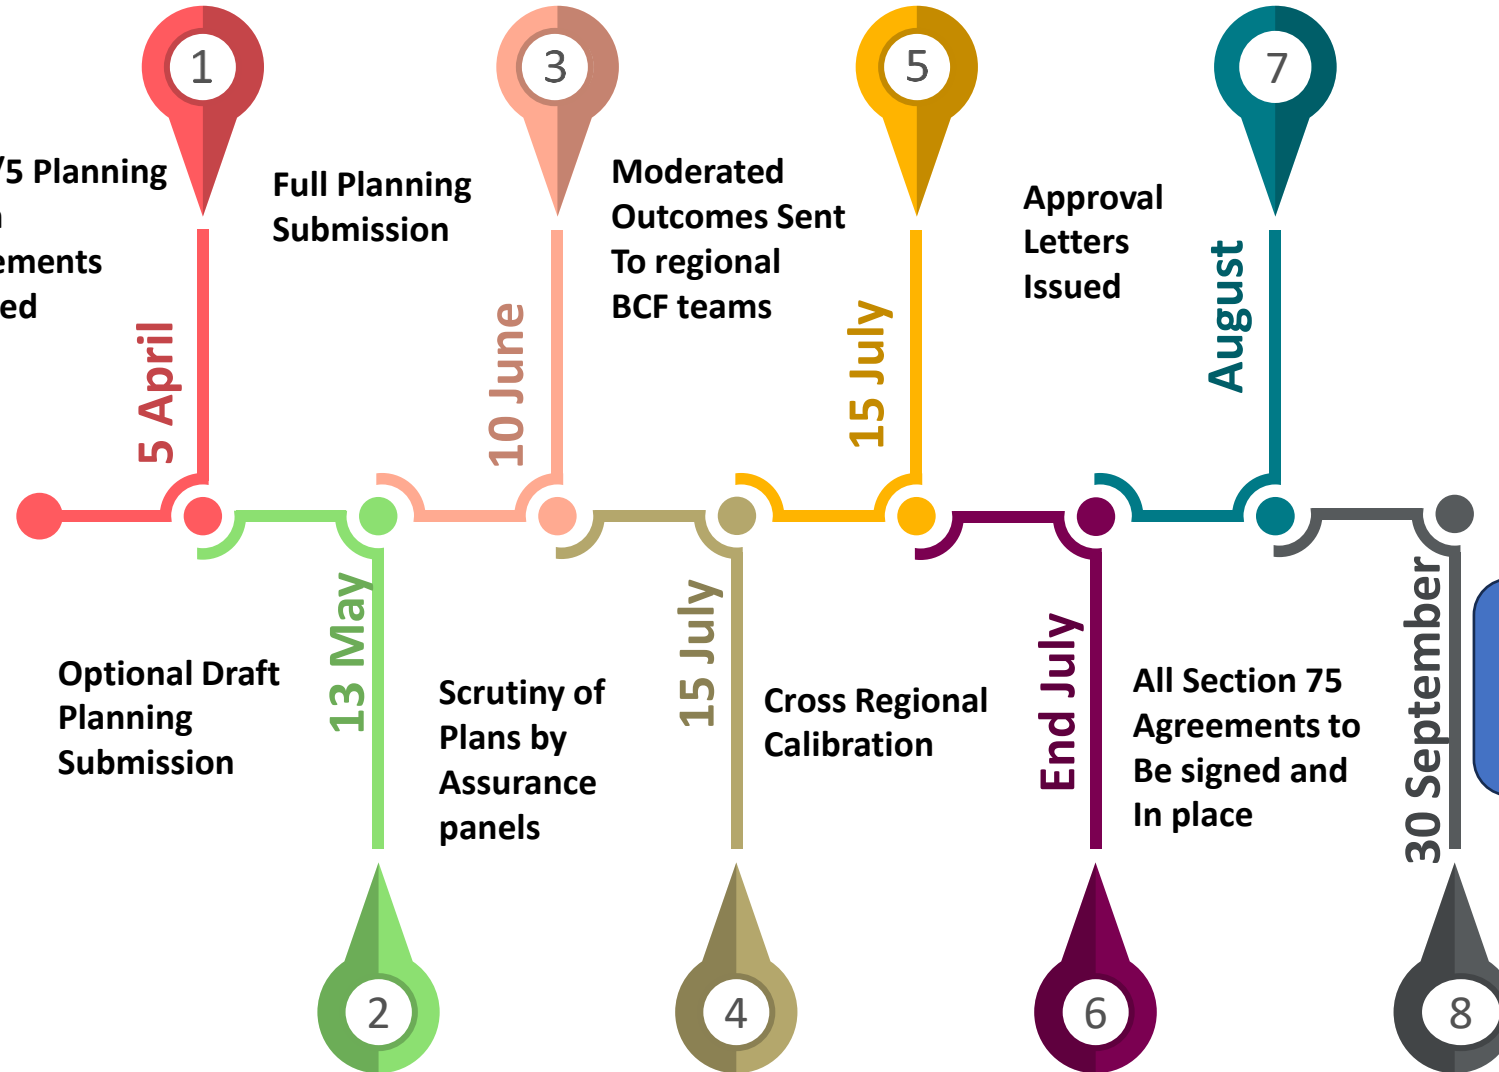 1
/5 Planning
ements
ed
5 April
Optional Draft
Planning
Submission
13 May
2
Full Planning
Submission
3
10 June
Scrutiny of
Plans by
Assurance
panels
15 July
4
Moderated
Outcomes Sent
To regional
BCF teams
5
15 July
Cross Regional
Calibration
End July
6
Approval
Letters
Issued
7
August
All Section 75
Agreements to
Be signed and
In place
30 September
8